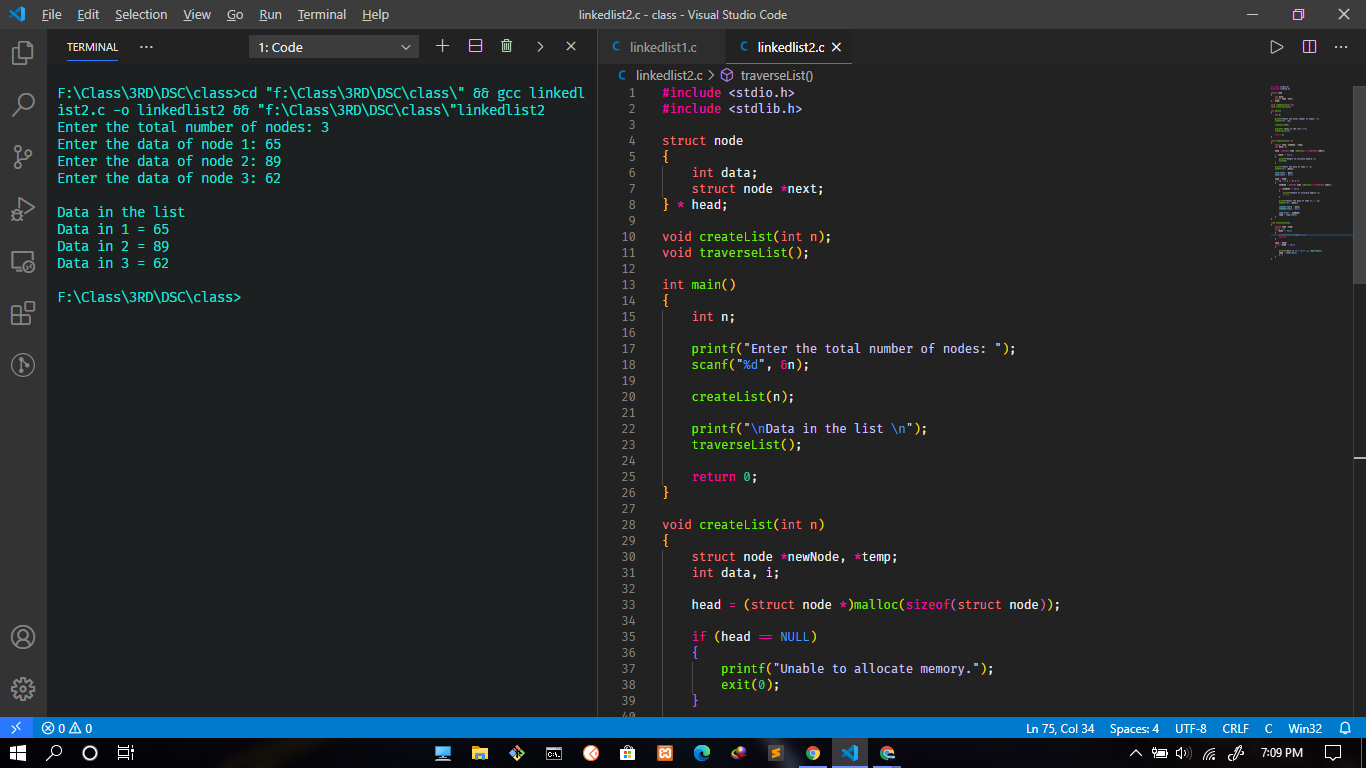 File Edit Selection View Go Run Terminal Help
linkedlist2.c - class - Visual Studio Code
TERMINAL ··· 1: Code
F:\Class\3RD\DSC\class>cd "f:\Class\3RD\DSC\class\" && gcc linkedl
ist2.c -o linkedlist2 && "f:\Class\3RD\DSC\class\"linkedlist2
Enter the total number of nodes: 3
Enter the data of node 1: 65
Enter the data of node 2: 89
Enter the data of node 3: 62
Data in the list
Data in 1 = 65
Data in 2 = 89
Data in 3 = 62
F:\Class\3RD\DSC\class>
C linkedlist1.c C linkedlist2.c
C linkedlist2.c > traverseList()
1 #include <stdio.h>
2 #include <stdlib.h>
3
4 struct node
5 {
6 int data;
7 struct node *next;
8 } * head;
9
10 void createList(int n);
11 void traverseList();
12
13 int main()
14 {
15 int n;
16
17 printf("Enter the total number of nodes: ");
18 scanf("%d", &n);
19
20 createList(n);
21
22 printf("\nData in the list \n");
23 traverseList();
24
25 return 0;
26 }
27
28 void createList(int n)
29 {
30 struct node *newNode, *temp;
31 int data, i;
32
33 head = (struct node *)malloc(sizeof(struct node));
34
35 if (head == NULL)
36 {
37 printf("Unable to allocate memory.");
38 exit(0);
39 }
40
0 0 Ln 75, Col 34 Spaces: 4 UTF-8 CRLF C Win32
7:09 PM